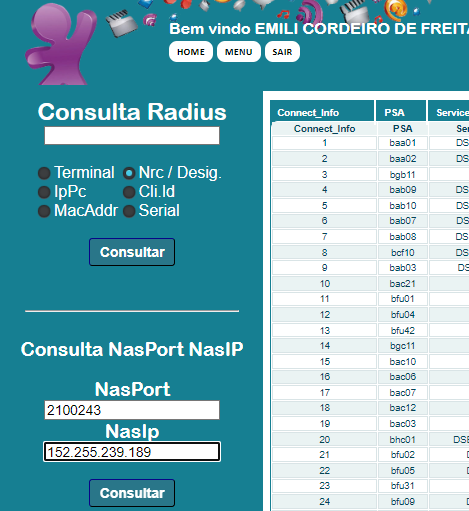 Bem vindo EMILI CORDEIRO DE FREITA
HOME MENU SAIR
Consulta Radius
Terminal Nrc / Desig.
IpPc Cli.Id
MacAddr Serial
Consultar
Consulta NasPort NasIP
NasPort
2100243
NasIp
152.255.239.189
Consultar
Connect_Info PSA Service
Connect_Info PSA Ser
1 baa01 DS
2 baa02 DS
3 bgb11
4 bab09 DS
5 bab10 DS
6 bab07 DS
7 bab08 DS
8 bcf10 DS
9 bab03 DS
10 bac21
11 bfu01
12 bfu04
13 bfu42
14 bgc11
15 bac10
16 bac06
17 bac07
18 bac12
19 bac03
20 bhc01 DSE
21 bfu02 D
22 bfu05 D
23 bfu31
24 bfu09 D